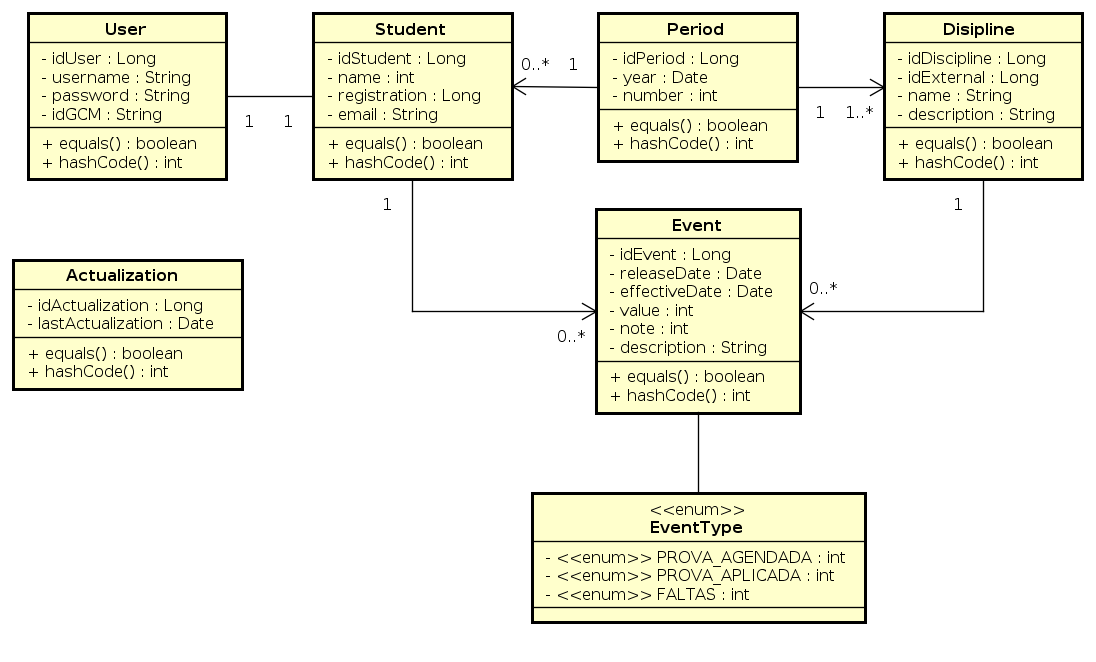 User
- idUser : Long
- username : String
- password : String
- idGCM : String
+ equals() : boolean
+ hashCode() : int
1
1
Student
- idStudent : Long
- name : int
- registration : Long
- email : String
+ equals() : boolean
+ hashCode() : int
0..*
1
Period
- idPeriod : Long
- year : Date
- number : int
+ equals() : boolean
+ hashCode() : int
1
1..*
Disipline
- idDiscipline : Long
- idExternal : Long
- name : String
- description : String
+ equals() : boolean
+ hashCode() : int
1
1
Actualization
- idActualization : Long
- lastActualization : Date
+ equals() : boolean
+ hashCode() : int
0..*
Event
- idEvent : Long
- releaseDate : Date
- effectiveDate : Date
- value : int
- note : int
- description : String
+ equals() : boolean
+ hashCode() : int
0..*
<<enum>>
EventType
- <<enum>> PROVA_AGENDADA : int
- <<enum>> PROVA_APLICADA : int
- <<enum>> FALTAS : int